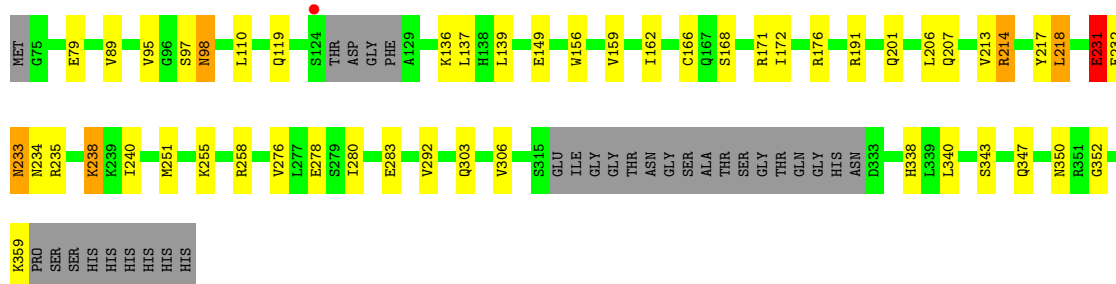 MET G75 E79 V89 V95 G96 S97 N98 L110 Q119 S124 THR ASP GLY PHE A129 K136 L137 H138 L139 E149 W156 V159 I162 C166 Q167 S168 R171 I172 R176 R191 Q201 L206 Q207 V213 R214 Y217 L218 E231
N233 N234 R235 K238 K239 I240 M251 K255 R258 V276 L277 E278 S279 I280 E283 V292 Q303 V306 S315 GLU ILE GLY GLY THR ASN GLY SER ALA THR SER GLY THR GLN GLY HIS ASN D333 H338 L339 L340 S343 Q347 N350 R351 G352
K359 PRO SER SER HIS HIS HIS HIS HIS HIS